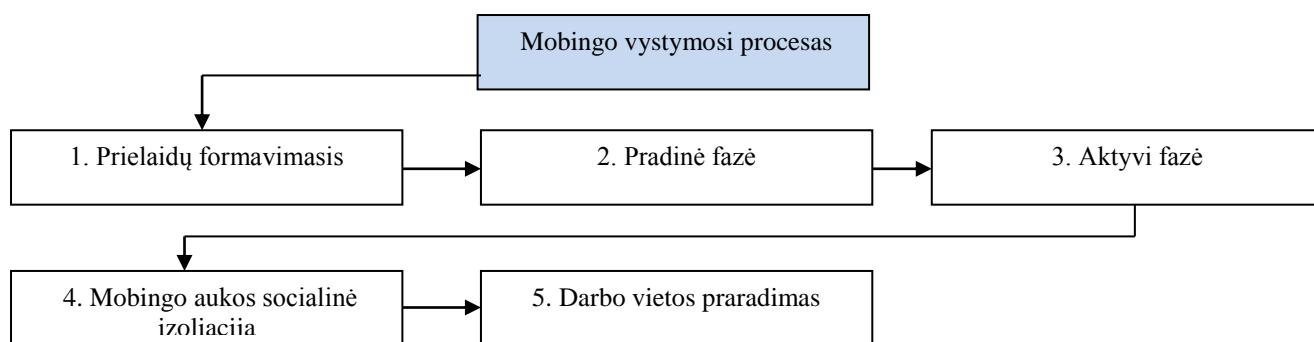 Mobingo vystymosi procesas
1. Prielaidų formavimasis
2. Pradinė fazė
3. Aktyvi fazė
4. Mobingo aukos socialinė
izoliacija
5. Darbo vietos praradimas